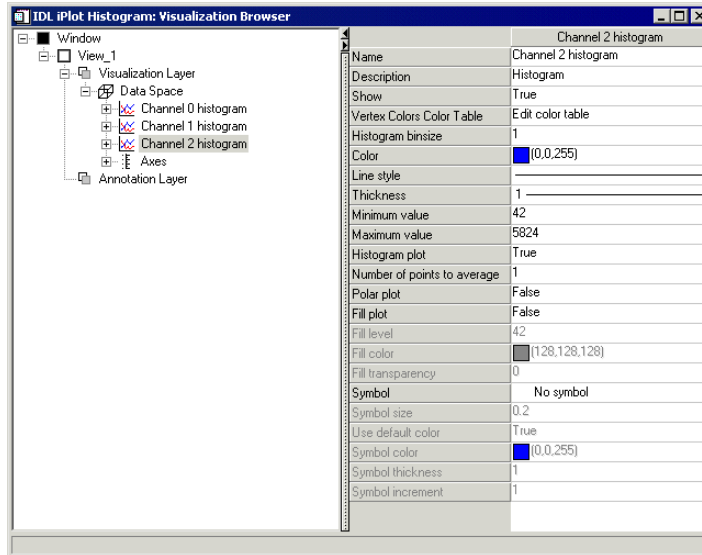 IDL iPlot Histogram: Visualization Browser
Window
View_1
Visualization Layer
Data Space
Channel 0 histogram
Channel 1 histogram
Channel 2 histogram
Axes
Annotation Layer
Channel 2 histogram
Name Channel 2 histogram
Description Histogram
Show True
Vertex Colors Color Table Edit color table
Histogram binsize 1
Color (0,0,255)
Line style
Thickness 1
Minimum value 42
Maximum value 5824
Histogram plot True
Number of points to average 1
Polar plot False
Fill plot False
Fill level 42
Fill color (128,128,128)
Fill transparency 0
Symbol No symbol
Symbol size 0.2
Use default color True
Symbol color (0,0,255)
Symbol thickness 1
Symbol increment 1